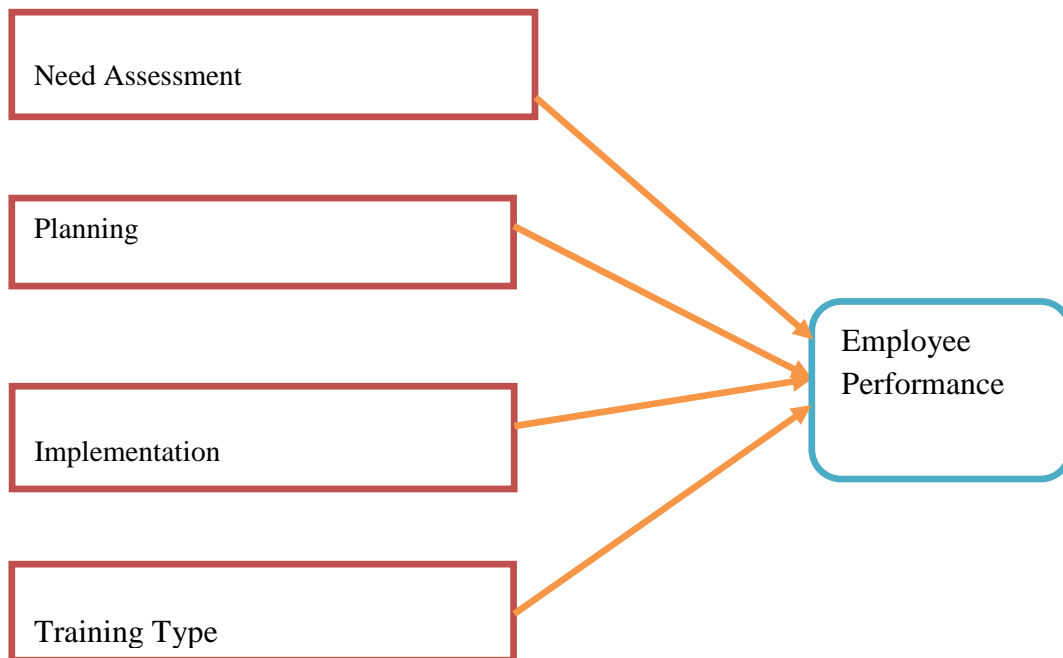 Need Assessment
Planning
Implementation
Training Type
Employee
Performance